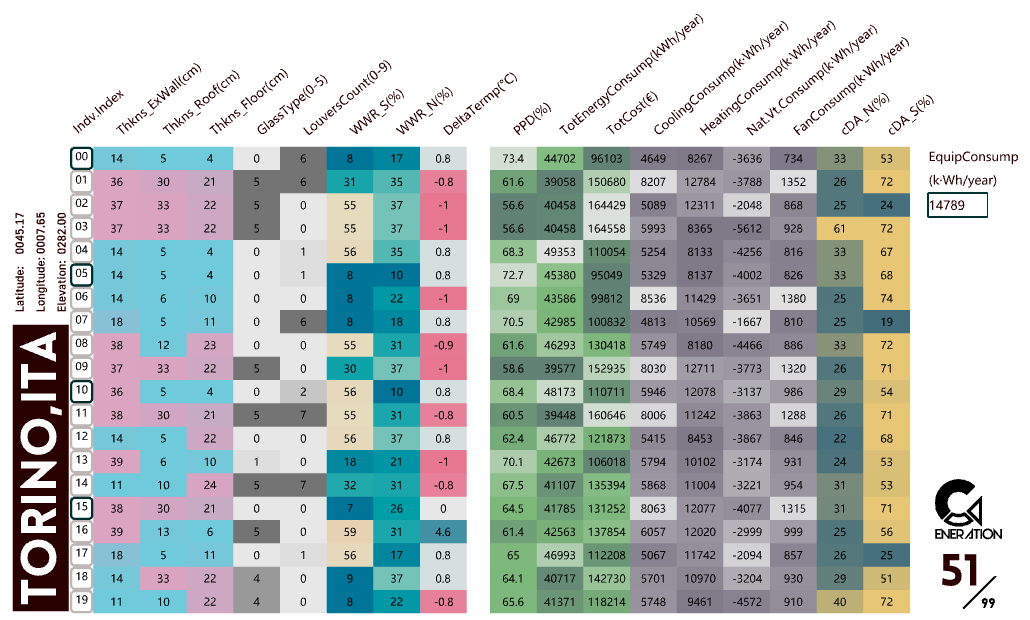 Indv.Index Thkns_ExWall(cm) Thkns_Roof(cm) Thkns_Floor(cm) GlassType(0-5) LouversCount(0-9) WWR_S(%) WWR_N(%) DeltaTermp(°C) PPD(%) TotEnergyConsump(kWh/year) TotCost(€) CoolingConsump(k·Wh/year) HeatingConsump(k·Wh/year) Nat.Vt.Consump(k·Wh/year) FanConsump(k·Wh/year) cDA_N(%) cDA_S(%)
00 14 5 4 0 6 8 17 0.8 73.4 44702 96103 4649 8267 -3636 734 33 53
01 36 30 21 5 6 31 35 -0.8 61.6 39058 150680 8207 12784 -3788 1352 26 72
02 37 33 22 5 0 55 37 -1 56.6 40458 164429 5089 12311 -2048 868 25 24
03 37 33 22 5 0 55 37 -1 56.6 40458 164558 5993 8365 -5612 928 61 72
04 14 5 4 0 1 56 35 0.8 68.3 49353 110054 5254 8133 -4256 816 33 67
05 14 5 4 0 1 8 10 0.8 72.7 45380 95049 5329 8137 -4002 826 33 68
06 14 6 10 0 0 8 22 -1 69 43586 99812 8536 11429 -3651 1380 25 74
07 18 5 11 0 6 8 18 0.8 70.5 42985 100832 4813 10569 -1667 810 25 19
08 38 12 23 0 0 55 31 -0.9 61.6 46293 130418 5749 8180 -4466 886 33 72
09 37 33 22 5 0 30 37 -1 58.6 39577 152935 8030 12711 -3773 1320 26 71
10 36 5 4 0 2 56 10 0.8 68.4 48173 110711 5946 12078 -3137 986 29 54
11 38 30 21 5 7 55 31 -0.8 60.5 39448 160646 8006 11242 -3863 1288 26 71
12 14 5 22 0 0 56 37 0.8 62.4 46772 121873 5415 8453 -3867 846 22 68
13 39 6 10 1 0 18 21 -1 70.1 42673 106018 5794 10102 -3174 931 24 53
14 11 10 24 5 7 32 31 -0.8 67.5 41107 135394 5868 11004 -3221 954 31 53
15 38 30 21 0 0 7 26 0 64.5 41785 131252 8063 12077 -4077 1315 31 71
16 39 13 6 5 0 59 31 4.6 61.4 42563 137854 6057 12020 -2999 999 25 56
17 18 5 11 0 1 56 17 0.8 65 46993 112208 5067 11742 -2094 857 26 25
18 14 33 22 4 0 9 37 0.8 64.1 40717 142730 5701 10970 -3204 930 29 51
19 11 10 22 4 0 8 22 -0.8 65.6 41371 118214 5748 9461 -4572 910 40 72
EquipConsump
(k·Wh/year)
14789
Latitude: 0045.17
Longitude: 0007.65
Elevation: 0282.00
TORINO,ITA
ENERATION
51/99